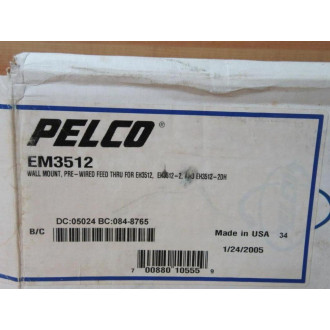 PELCO®
EM3512
WALL MOUNT, PRE-WIRED FEED THRU FOR EH3512, EH3512-2, AND EH3512-2OH
DC:05024 BC:084-8765
B/C
Made in USA 34
1/24/2005
7 00880 10555 9